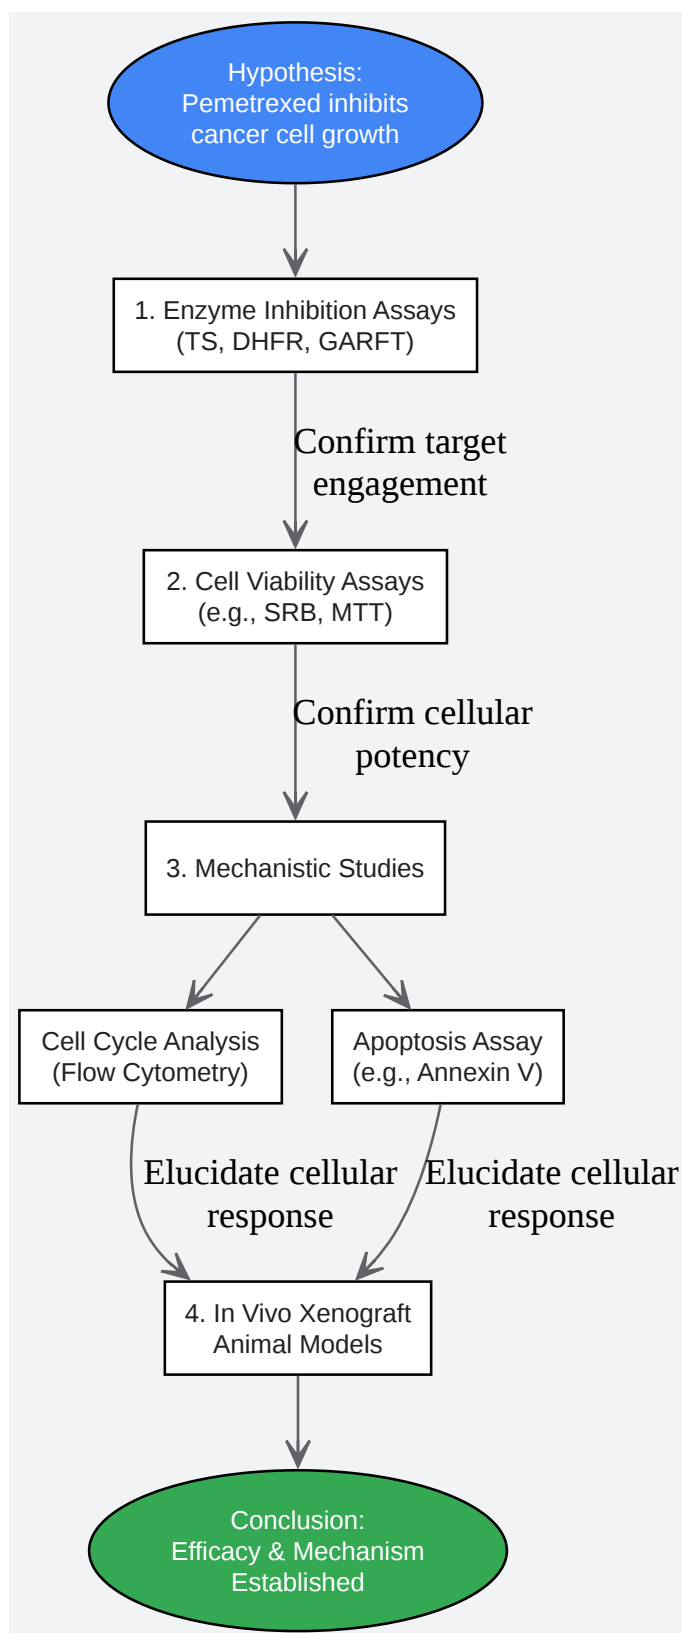 Hypothesis:
Pemetrexed inhibits
cancer cell growth
1. Enzyme Inhibition Assays
(TS, DHFR, GARFT)
Confirm target
engagement
2. Cell Viability Assays
(e.g., SRB, MTT)
Confirm cellular
potency
3. Mechanistic Studies
Cell Cycle Analysis
(Flow Cytometry)
Apoptosis Assay
(e.g., Annexin V)
Elucidate cellular
response
Elucidate cellular
response
4. In Vivo Xenograft
Animal Models
Conclusion:
Efficacy & Mechanism
Established